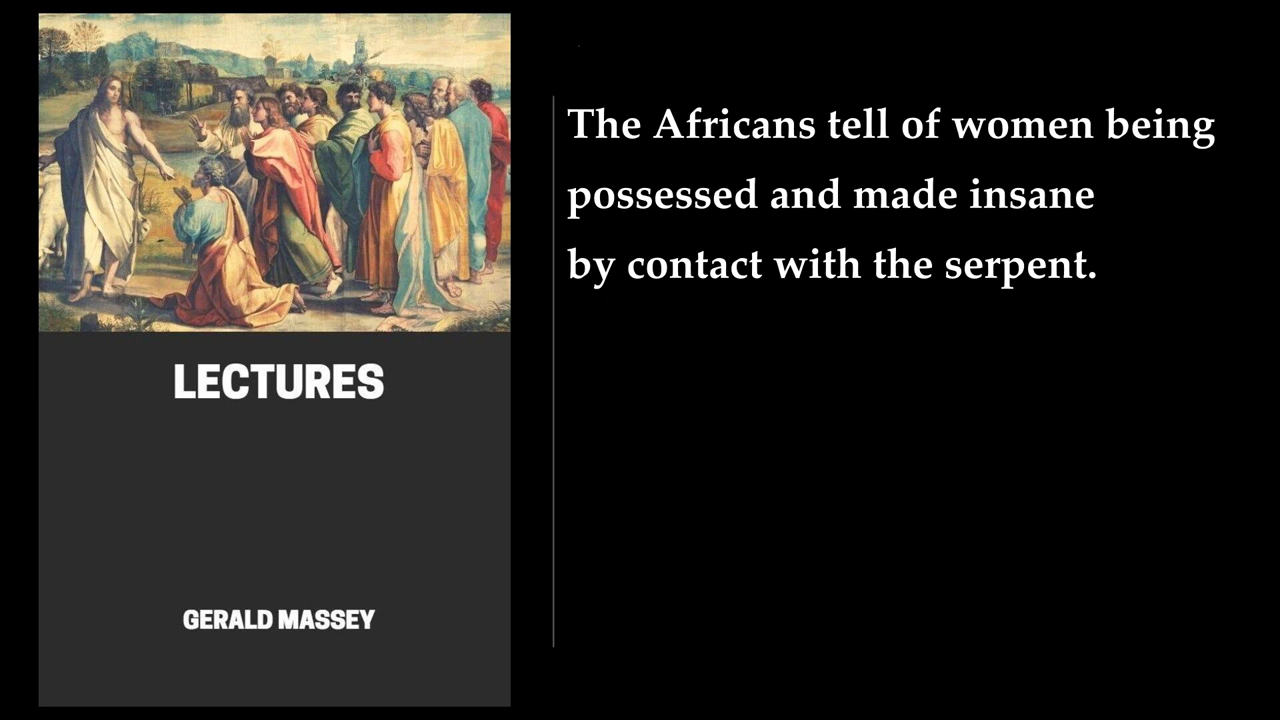 LECTURES
GERALD MASSEY
The Africans tell of women being
possessed and made insane
by contact with the serpent.